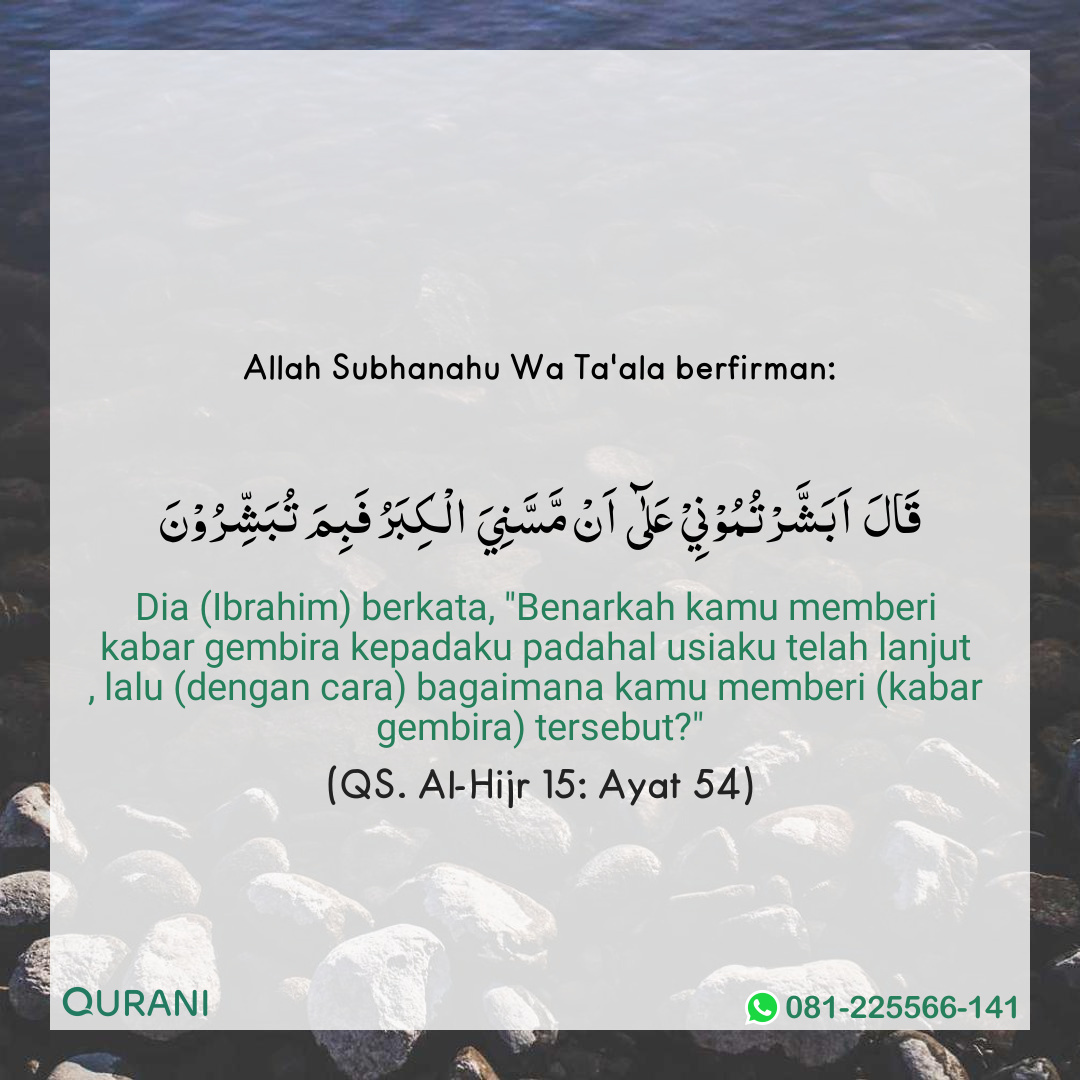 Allah Subhanahu Wa Ta'ala berfirman:
قَالَ اَبَشَّرْتُمُوْنِيْ عَلٰٓى اَنْ مَّسَّنِيَ الْكِبَرُ فَبِمَ تُبَشِّرُوْنَ
Dia (Ibrahim) berkata, "Benarkah kamu memberi
kabar gembira kepadaku padahal usiaku telah lanjut
, lalu (dengan cara) bagaimana kamu memberi (kabar
gembira) tersebut?"
(QS. Al-Hijr 15: Ayat 54)
QURANI
081-225566-141